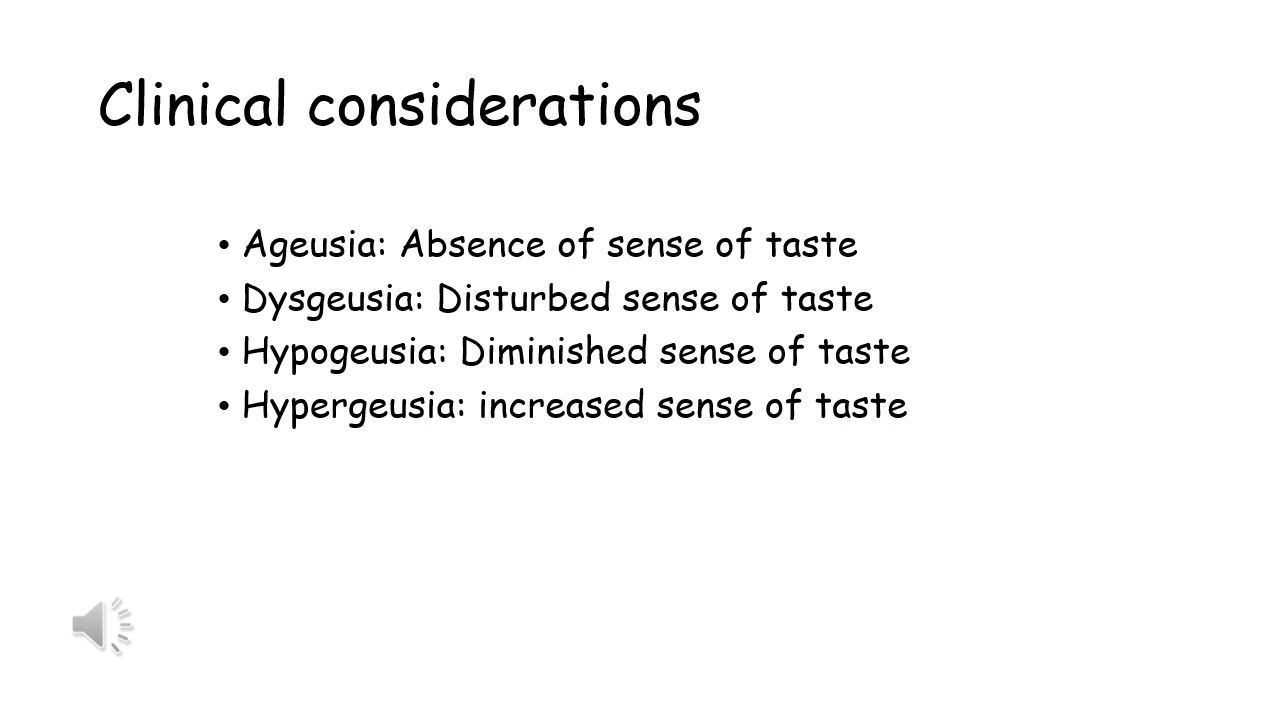 Clinical considerations
• Ageusia: Absence of sense of taste
• Dysgeusia: Disturbed sense of taste
• Hypogeusia: Diminished sense of taste
• Hypergeusia: increased sense of taste